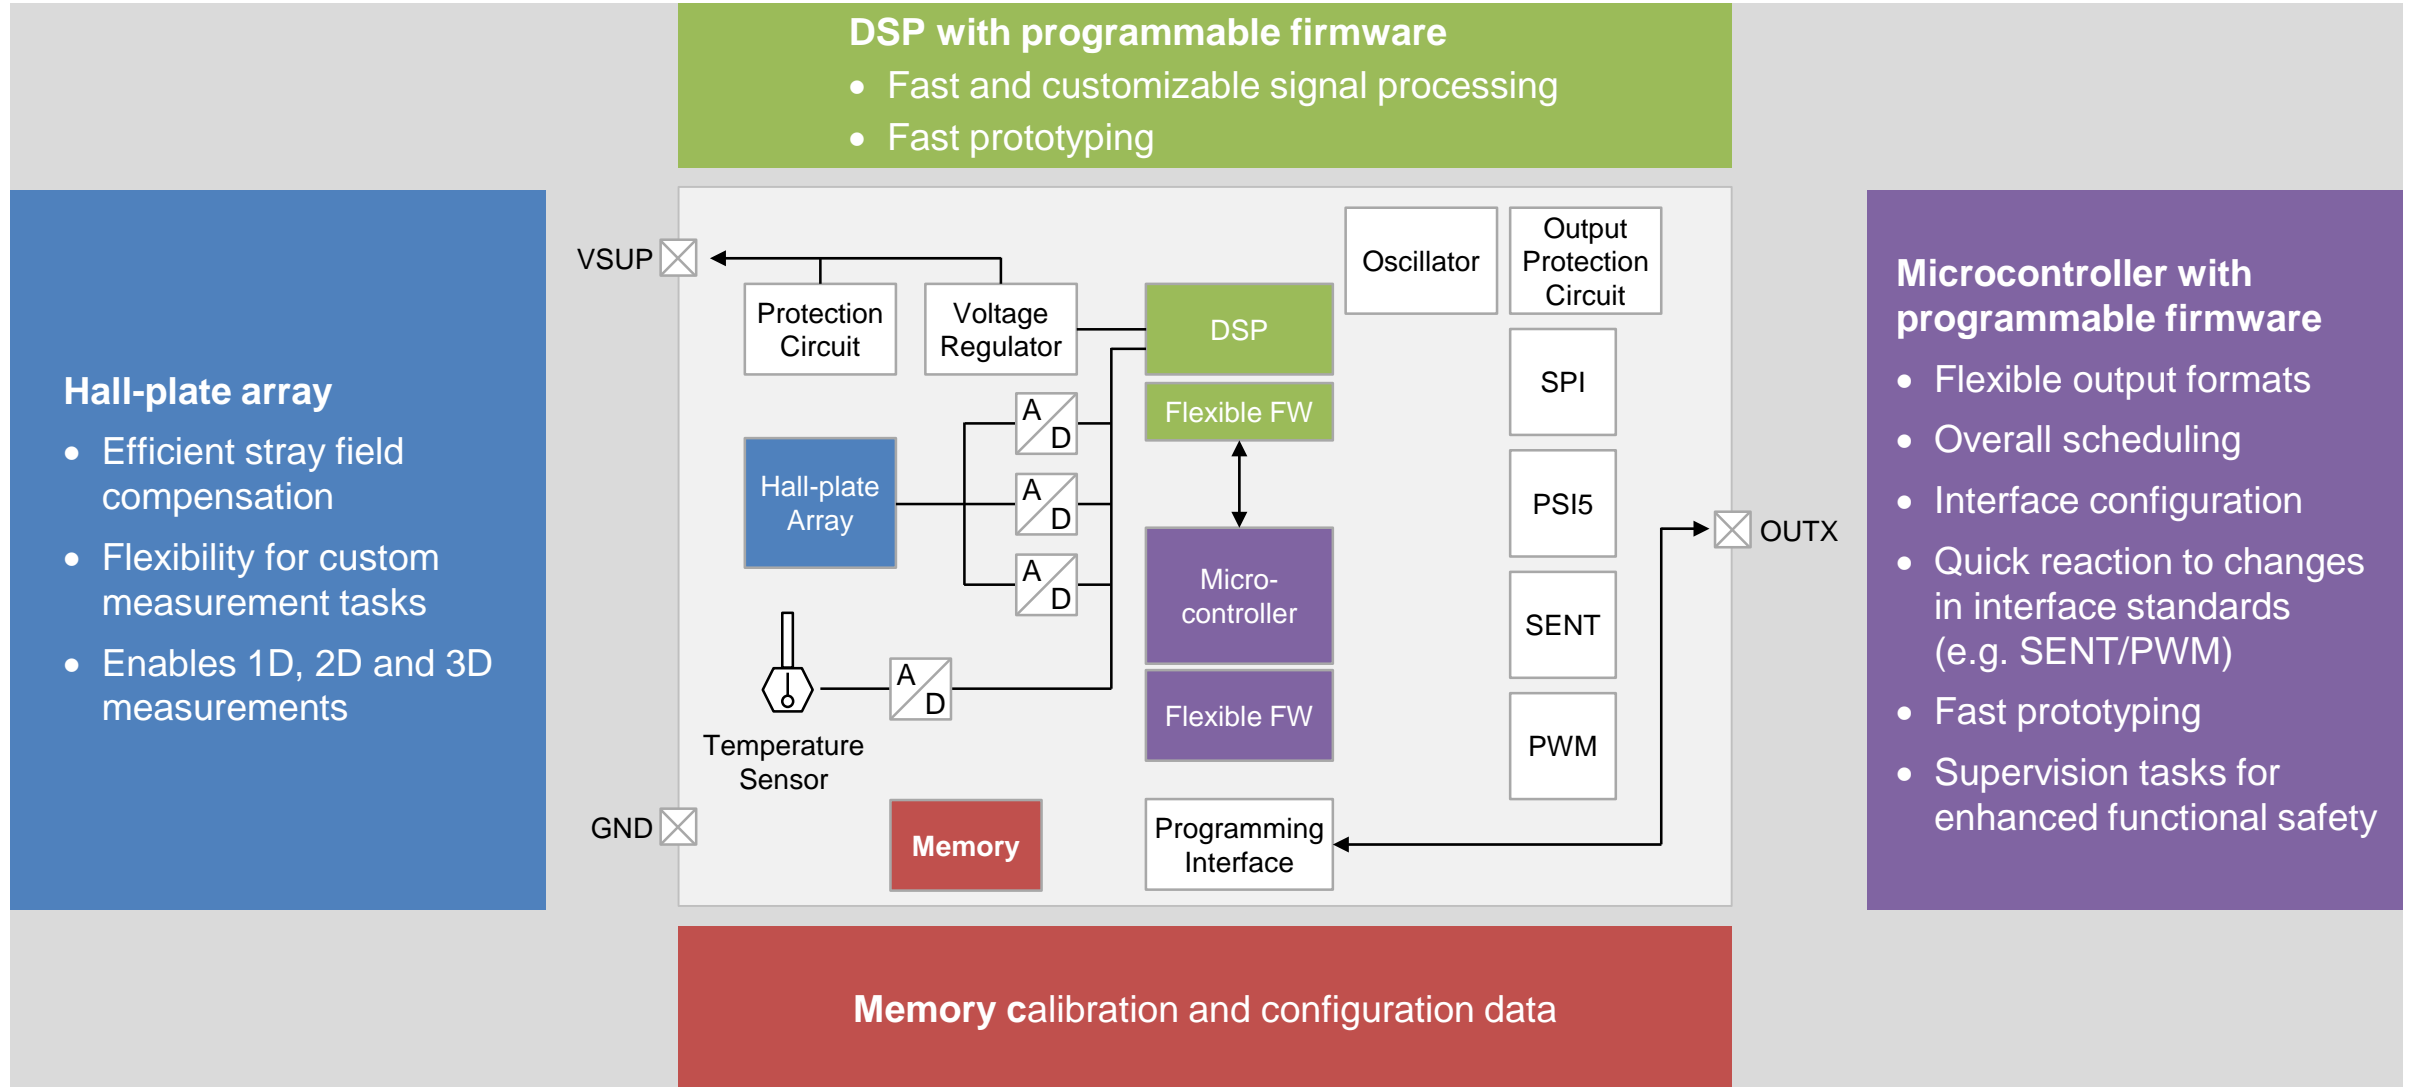 DSP with programmable firmware
• Fast and customizable signal processing
• Fast prototyping
Hall-plate array
• Efficient stray field
compensation
• Flexibility for custom
measurement tasks
• Enables 1D, 2D and 3D
measurements
VSUP
GND
Protection
Circuit
Voltage
Regulator
DSP
Flexible FW
Oscillator
Output
Protection
Circuit
Hall-plate
Array
A
D
A
D
A
D
A
D
Temperature
Sensor
Micro-
controller
Flexible FW
SPI
PSI5
SENT
PWM
Memory
Programming
Interface
OUTX
Microcontroller with
programmable firmware
• Flexible output formats
• Overall scheduling
• Interface configuration
• Quick reaction to changes
in interface standards
(e.g. SENT/PWM)
• Fast prototyping
• Supervision tasks for
enhanced functional safety
Memory calibration and configuration data